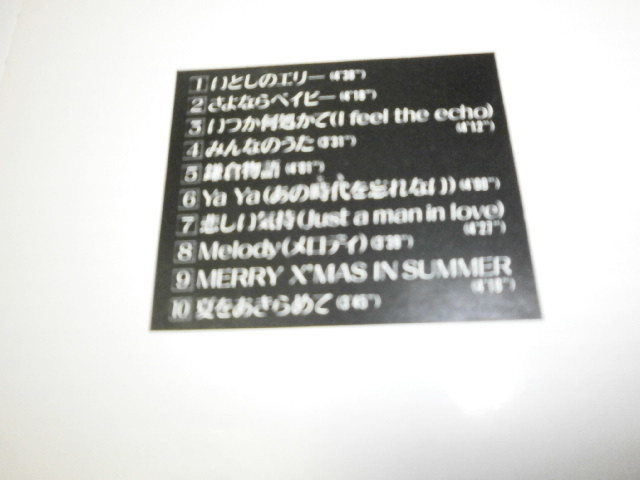 1 いとしのエリー
2 さよならベイビー
3 いつか何処かで(I feel the echo)
(4'12")
4 みんなのうた
5 鎌倉物語
6 Ya Ya(あの時代を忘れない)
7 悲しい気持(Just a man in love)
(4'27")
8 Melody(メロディ)
9 MERRY X'MAS IN SUMMER
10 夏をあきらめて